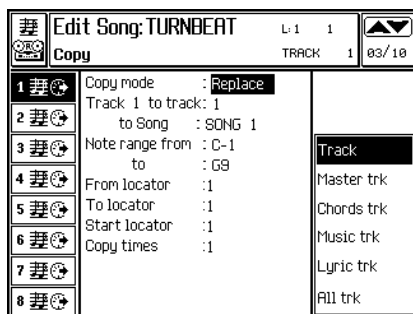 Edit Song: TURNBEAT L: 1 1
Copy TRACK 1 03/10
1 Copy mode : Replace
Track 1 to track: 1
2 to Song : SONG 1
3 Note range from : C-1 Track
to : G9
4 From locator :1 Master trk
5 To locator :1 Chords trk
Start locator :1
6 Copy times :1 Music trk
7 Lyric trk
8 All trk